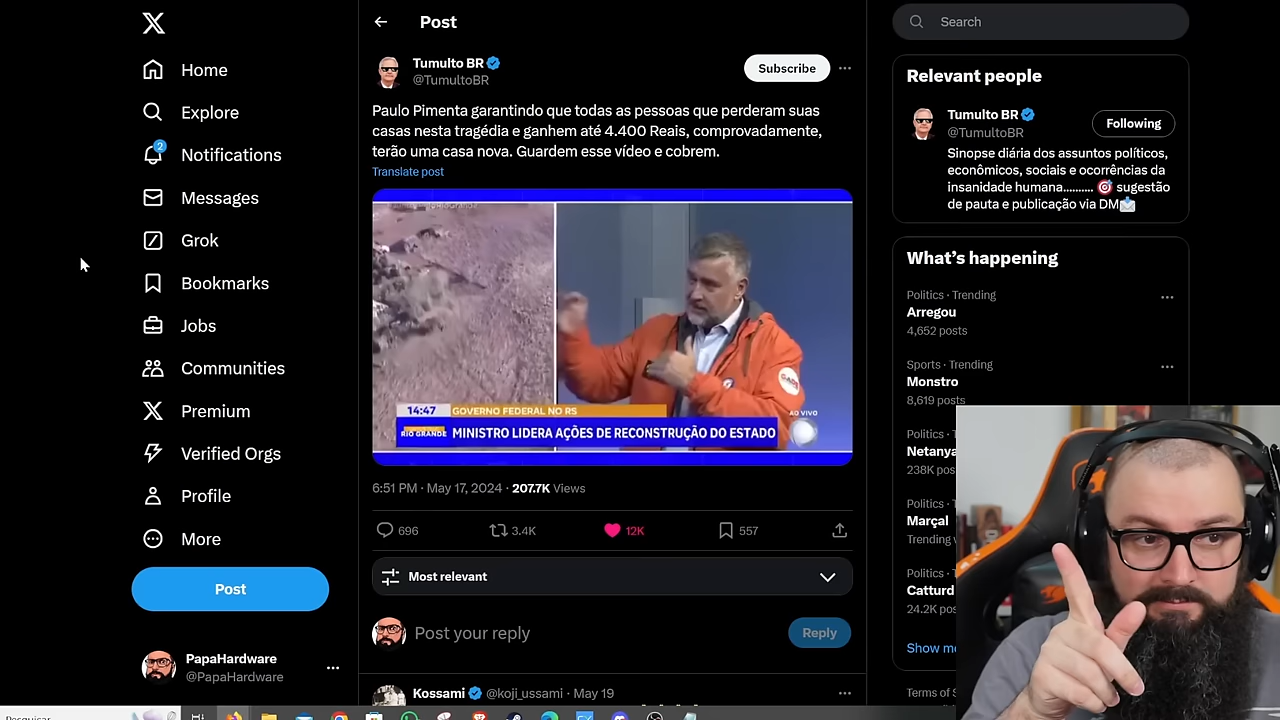 Home
Explore
2
Notifications
Messages
Grok
Bookmarks
Jobs
Communities
Premium
Verified Orgs
Profile
More
Post
PapaHardware
@PapaHardware
Post
Tumulto BR
@TumultoBR
Subscribe
Paulo Pimenta garantindo que todas as pessoas que perderam suas
casas nesta tragédia e ganhem até 4.400 Reais, comprovadamente,
terão uma casa nova. Guardem esse vídeo e cobrem.
Translate post
14:47
GOVERNO FEDERAL NO RS
RIO GRANDE
MINISTRO LIDERA AÇÕES DE RECONSTRUÇÃO DO ESTADO
AO VIVO
6:51 PM · May 17, 2024 · 207.7K Views
696
3.4K
12K
557
Most relevant
Post your reply
Reply
Kossami @koji_ussami · May 19
Search
Relevant people
Tumulto BR
@TumultoBR
Following
Sinopse diária dos assuntos políticos,
econômicos, sociais e ocorrências da
insanidade humana.......... 🎯 sugestão
de pauta e publicação via DM📩
What's happening
Politics · Trending
Arregou
4,652 posts
Sports · Trending
Monstro
8,619 posts
Politics ·
Netanya
238K pos
Politics ·
Marçal
Trending
Politics ·
Catturd
24.2K pos
Show mo
Terms of S
Pesquisar